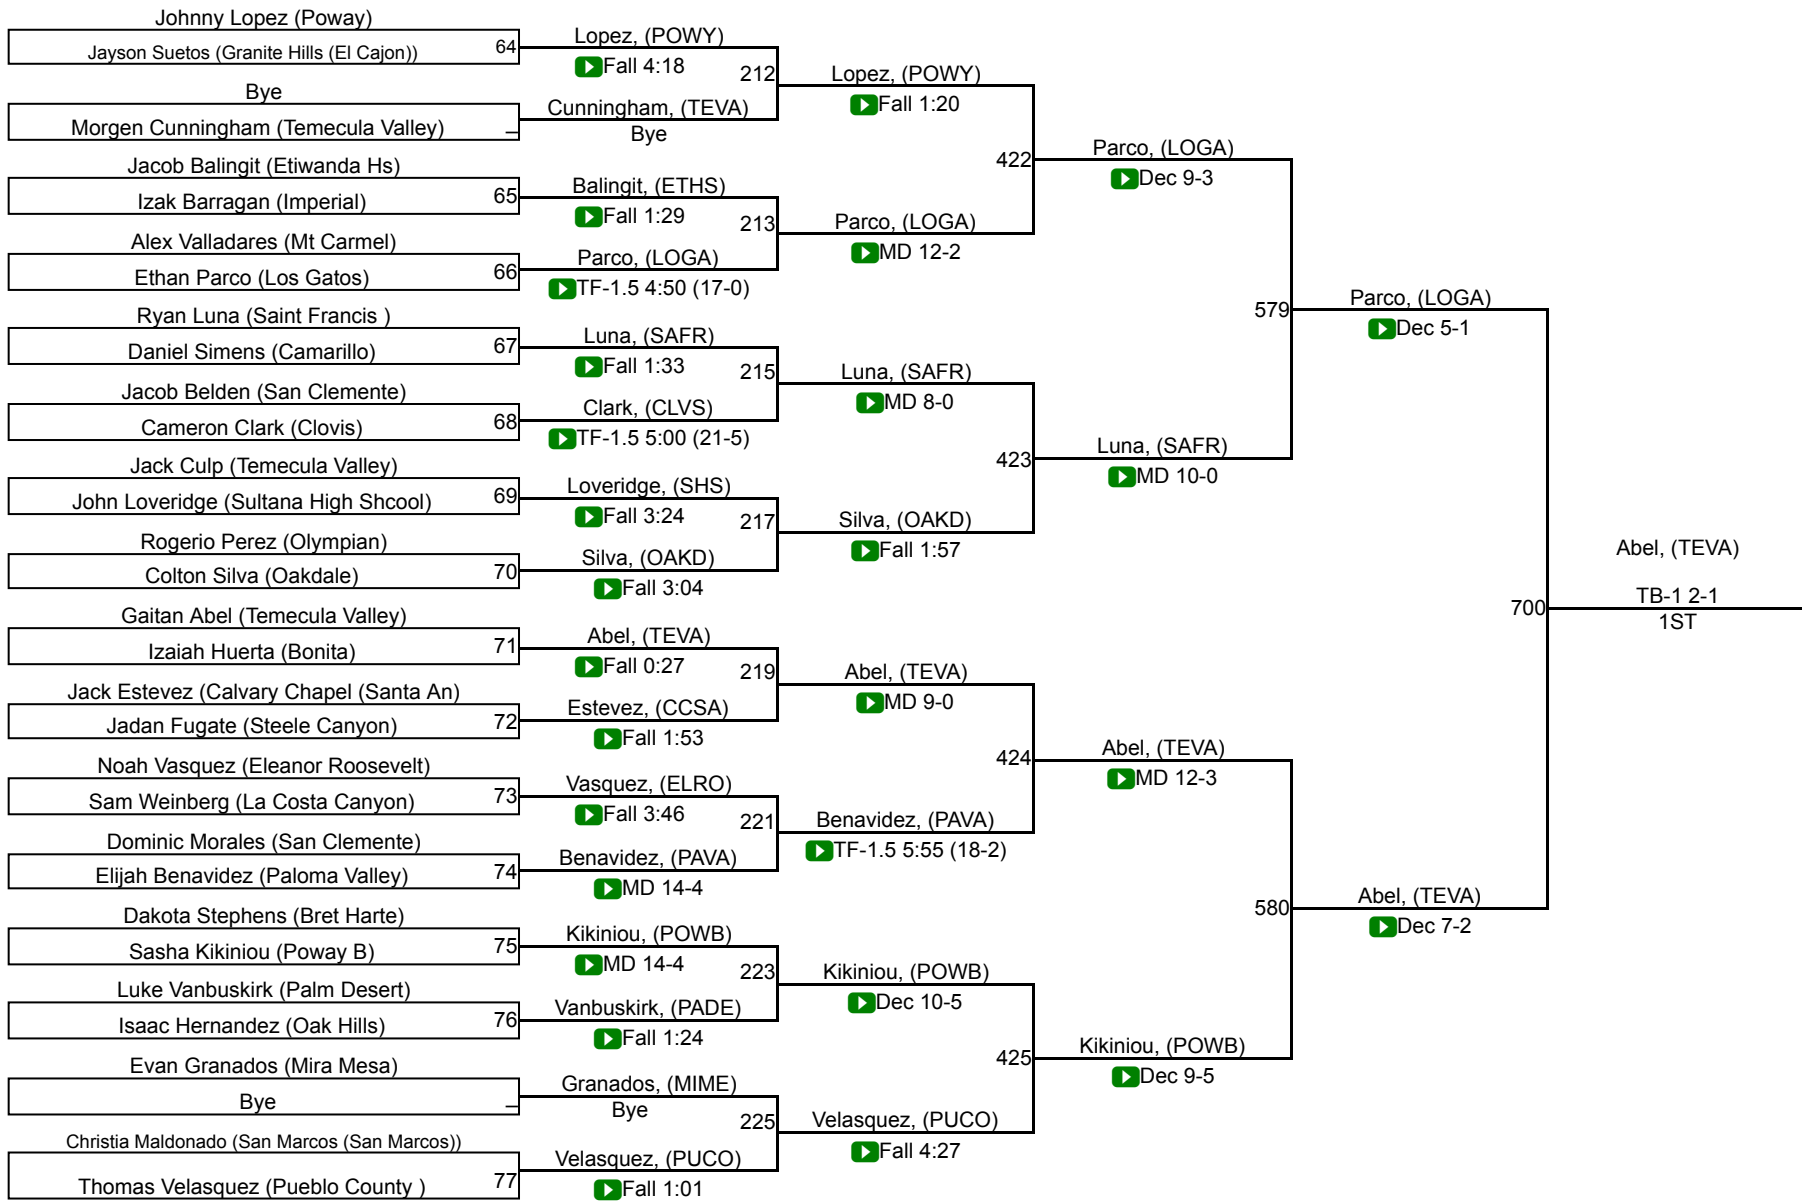 Johnny Lopez (Poway)
Jayson Suetos (Granite Hills (El Cajon))
64
Bye
Morgen Cunningham (Temecula Valley)
_
Jacob Balingit (Etiwanda Hs)
Izak Barragan (Imperial)
65
Alex Valladares (Mt Carmel)
Ethan Parco (Los Gatos)
66
Ryan Luna (Saint Francis )
Daniel Simens (Camarillo)
67
Jacob Belden (San Clemente)
Cameron Clark (Clovis)
68
Jack Culp (Temecula Valley)
John Loveridge (Sultana High Shcool)
69
Rogerio Perez (Olympian)
Colton Silva (Oakdale)
70
Gaitan Abel (Temecula Valley)
Izaiah Huerta (Bonita)
71
Jack Estevez (Calvary Chapel (Santa An)
Jadan Fugate (Steele Canyon)
72
Noah Vasquez (Eleanor Roosevelt)
Sam Weinberg (La Costa Canyon)
73
Dominic Morales (San Clemente)
Elijah Benavidez (Paloma Valley)
74
Dakota Stephens (Bret Harte)
Sasha Kikiniou (Poway B)
75
Luke Vanbuskirk (Palm Desert)
Isaac Hernandez (Oak Hills)
76
Evan Granados (Mira Mesa)
Bye
_
Christia Maldonado (San Marcos (San Marcos))
Thomas Velasquez (Pueblo County )
77
Lopez, (POWY)
Fall 4:18
212
Cunningham, (TEVA)
Bye
Balingit, (ETHS)
Fall 1:29
213
Parco, (LOGA)
TF-1.5 4:50 (17-0)
Luna, (SAFR)
Fall 1:33
215
Clark, (CLVS)
TF-1.5 5:00 (21-5)
Loveridge, (SHS)
Fall 3:24
217
Silva, (OAKD)
Fall 3:04
Abel, (TEVA)
Fall 0:27
219
Estevez, (CCSA)
Fall 1:53
Vasquez, (ELRO)
Fall 3:46
221
Benavidez, (PAVA)
MD 14-4
Kikiniou, (POWB)
MD 14-4
223
Vanbuskirk, (PADE)
Fall 1:24
Granados, (MIME)
Bye
225
Velasquez, (PUCO)
Fall 1:01
Lopez, (POWY)
Fall 1:20
422
Parco, (LOGA)
MD 12-2
Luna, (SAFR)
MD 8-0
423
Silva, (OAKD)
Fall 1:57
Abel, (TEVA)
MD 9-0
424
Benavidez, (PAVA)
TF-1.5 5:55 (18-2)
Kikiniou, (POWB)
Dec 10-5
425
Velasquez, (PUCO)
Fall 4:27
Parco, (LOGA)
Dec 9-3
579
Luna, (SAFR)
MD 10-0
Abel, (TEVA)
MD 12-3
580
Kikiniou, (POWB)
Dec 9-5
Parco, (LOGA)
Dec 5-1
700
Abel, (TEVA)
Dec 7-2
Abel, (TEVA)
TB-1 2-1
1ST